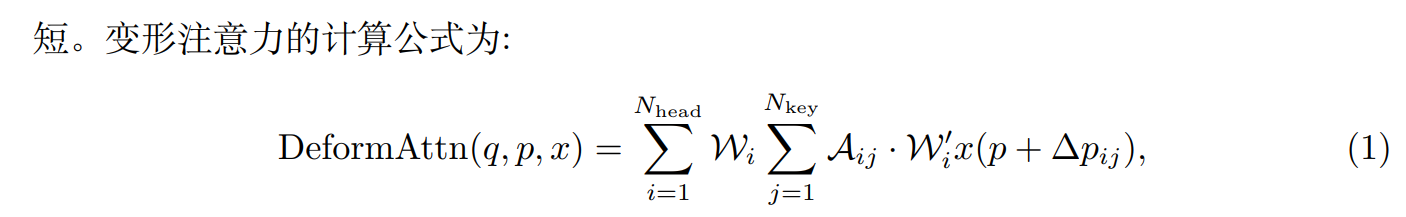 短。变形注意力的计算公式为:
DeformAttn(q, p, x) = \sum_{i=1}^{N_{\text{head}}} \mathcal{W}_i \sum_{j=1}^{N_{\text{key}}} \mathcal{A}_{ij} \cdot \mathcal{W}'_i x(p + \Delta p_{ij}), (1)